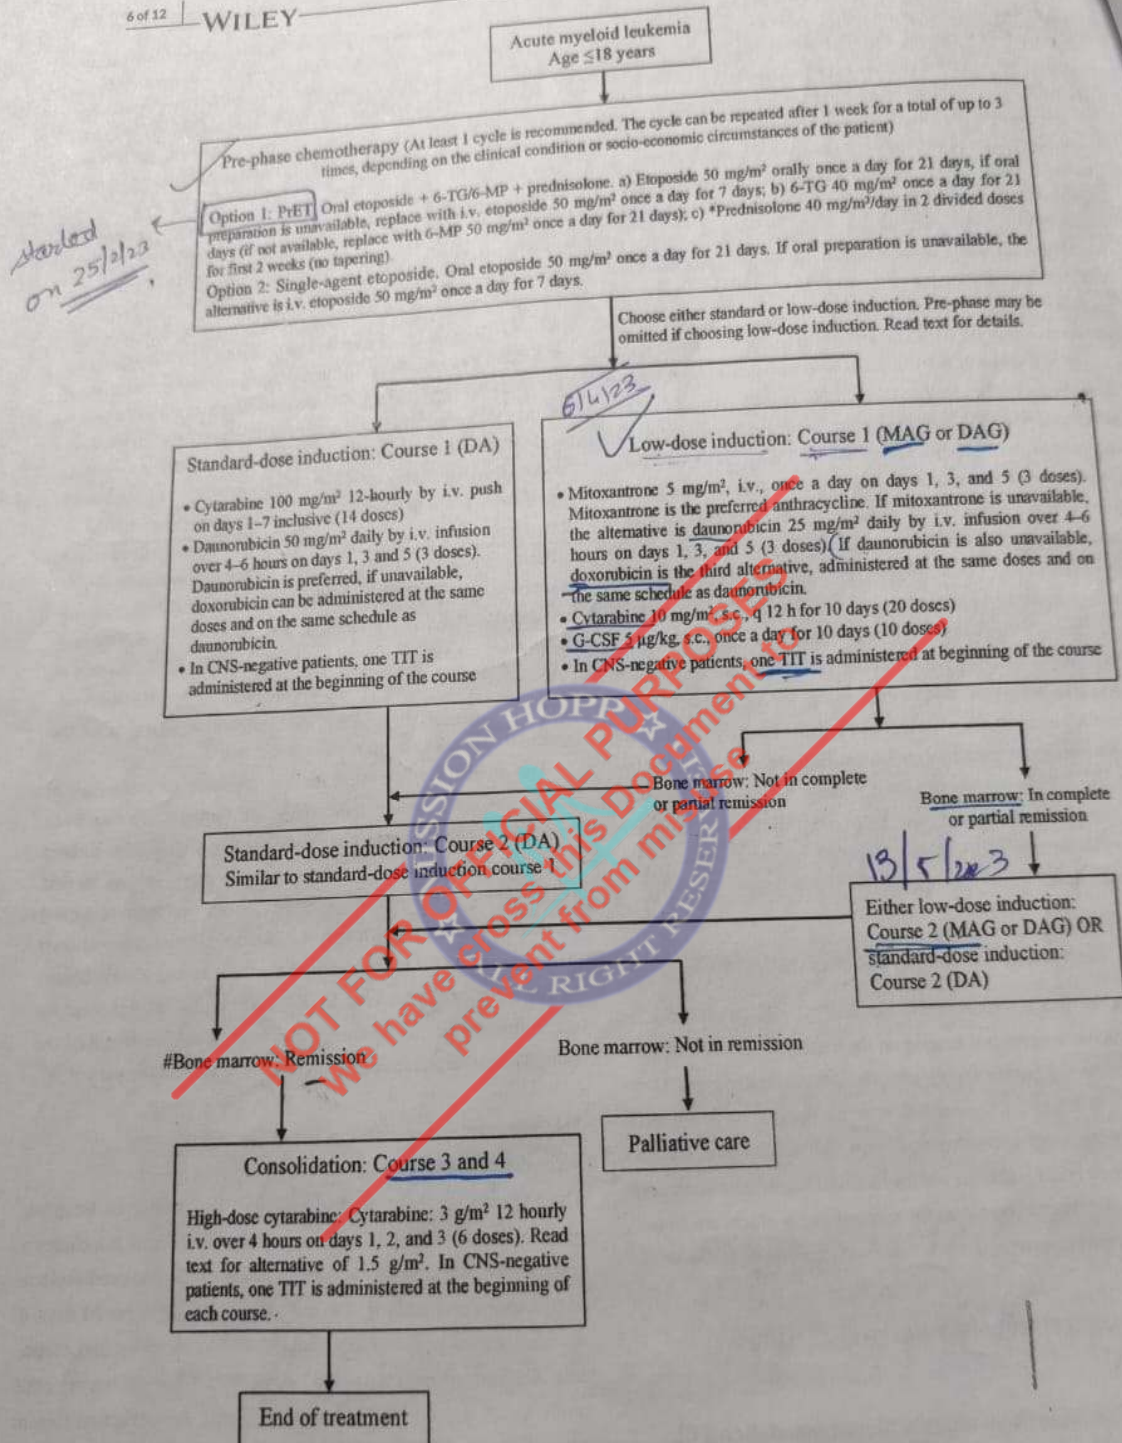 6 of 12
WILEY
Acute myeloid leukemia
Age ≤18 years
Pre-phase chemotherapy (At least 1 cycle is recommended. The cycle can be repeated after 1 week for a total of up to 3
times, depending on the clinical condition or socio-economic circumstances of the patient)
Option 1: PrET Oral etoposide + 6-TG/6-MP + prednisolone. a) Etoposide 50 mg/m² orally once a day for 21 days, if oral
preparation is unavailable, replace with i.v. etoposide 50 mg/m² once a day for 7 days; b) 6-TG 40 mg/m² once a day for 21
days (if not available, replace with 6-MP 50 mg/m² once a day for 21 days); c) *Prednisolone 40 mg/m²/day in 2 divided doses
for first 2 weeks (no tapering)
Option 2: Single-agent etoposide. Oral etoposide 50 mg/m² once a day for 21 days. If oral preparation is unavailable, the
alternative is i.v. etoposide 50 mg/m² once a day for 7 days.
started
on 25/2/23
Choose either standard or low-dose induction. Pre-phase may be
omitted if choosing low-dose induction. Read text for details.
Standard-dose induction: Course 1 (DA)
• Cytarabine 100 mg/m² 12-hourly by i.v. push
on days 1–7 inclusive (14 doses)
• Daunorubicin 50 mg/m² daily by i.v. infusion
over 4–6 hours on days 1, 3 and 5 (3 doses).
Daunorubicin is preferred, if unavailable,
doxorubicin can be administered at the same
doses and on the same schedule as
daunorubicin.
• In CNS-negative patients, one TIT is
administered at the beginning of the course
/4/23
Low-dose induction: Course 1 (MAG or DAG)
• Mitoxantrone 5 mg/m², i.v., once a day on days 1, 3, and 5 (3 doses).
Mitoxantrone is the preferred anthracycline. If mitoxantrone is unavailable,
the alternative is daunorubicin 25 mg/m² daily by i.v. infusion over 4–6
hours on days 1, 3, and 5 (3 doses). If daunorubicin is also unavailable,
doxorubicin is the third alternative, administered at the same doses and on
the same schedule as daunorubicin.
• Cytarabine 10 mg/m², s.c., q 12 h for 10 days (20 doses)
• G-CSF 5 µg/kg, s.c., once a day for 10 days (10 doses)
• In CNS-negative patients, one TIT is administered at beginning of the course
Bone marrow: Not in complete
or partial remission
Bone marrow: In complete
or partial remission
13/5/2023
Standard-dose induction: Course 2 (DA)
Similar to standard-dose induction course 1
Either low-dose induction:
Course 2 (MAG or DAG) OR
standard-dose induction:
Course 2 (DA)
#Bone marrow: Remission
Bone marrow: Not in remission
Palliative care
Consolidation: Course 3 and 4
High-dose cytarabine: Cytarabine: 3 g/m² 12 hourly
i.v. over 4 hours on days 1, 2, and 3 (6 doses). Read
text for alternative of 1.5 g/m². In CNS-negative
patients, one TIT is administered at the beginning of
each course.
End of treatment
NOT FOR OFFICIAL PURPOSES
We have cross this Document to
prevent from misuse
MISSION HOPP
ALL RIGHT RESER